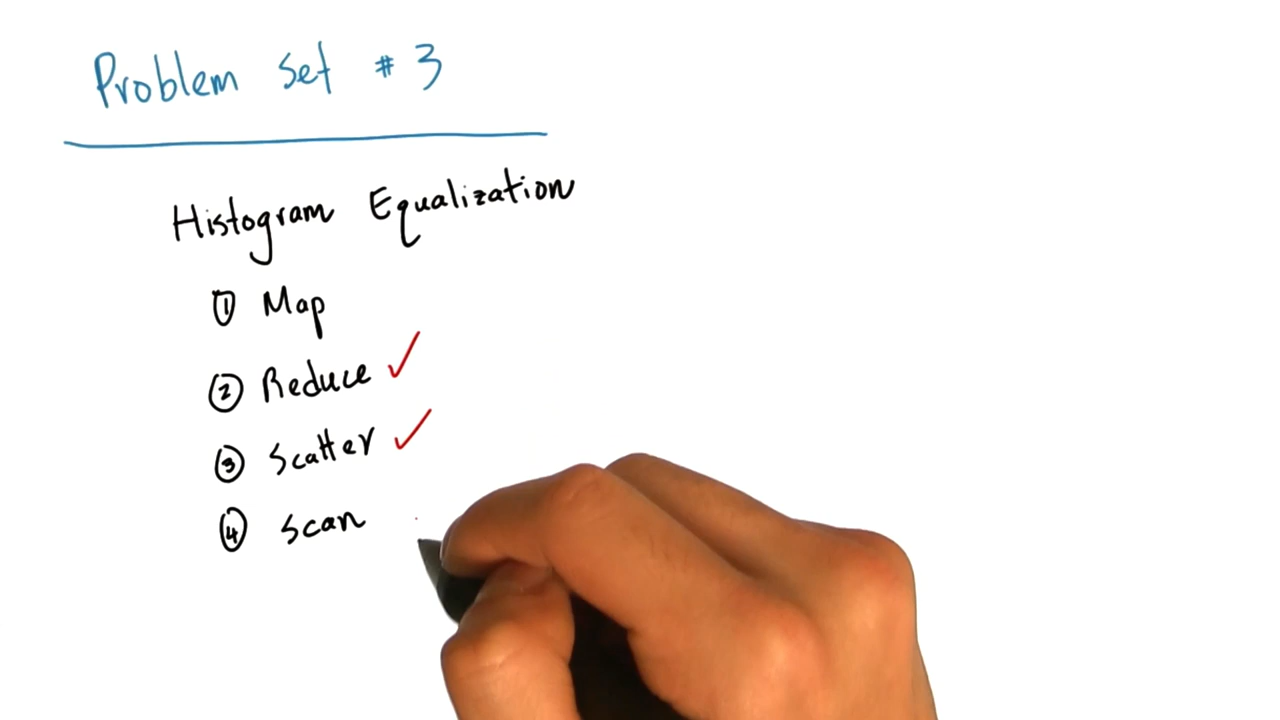 Problem Set # 3
Histogram Equalization
① Map
② Reduce ✓
③ Scatter ✓
④ Scan